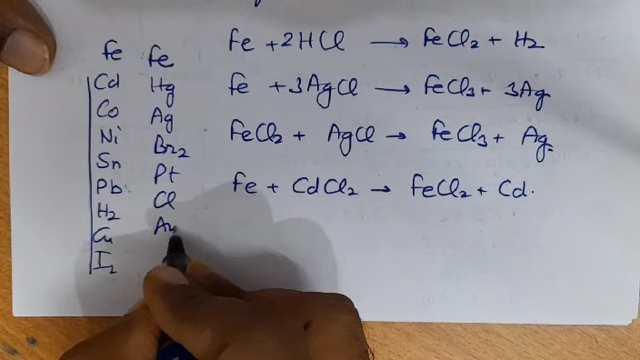 Fe
Cd
Co
Ni
Sn
Pb
H2
Cu
I2
Fe
Hg
Ag
Br2
Pt
Cl
Au
Fe + 2HCl → FeCl2 + H2
Fe + 3AgCl → FeCl3 + 3Ag
FeCl2 + AgCl → FeCl3 + Ag
Fe + CdCl2 → FeCl2 + Cd.